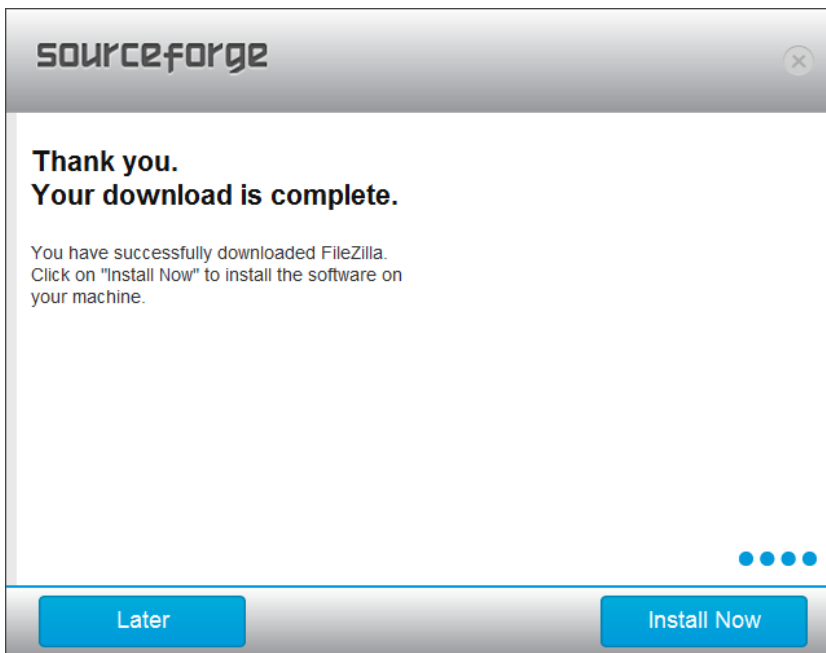 sourceforge
Thank you.
Your download is complete.
You have successfully downloaded FileZilla.
Click on "Install Now" to install the software on
your machine.
Later
Install Now